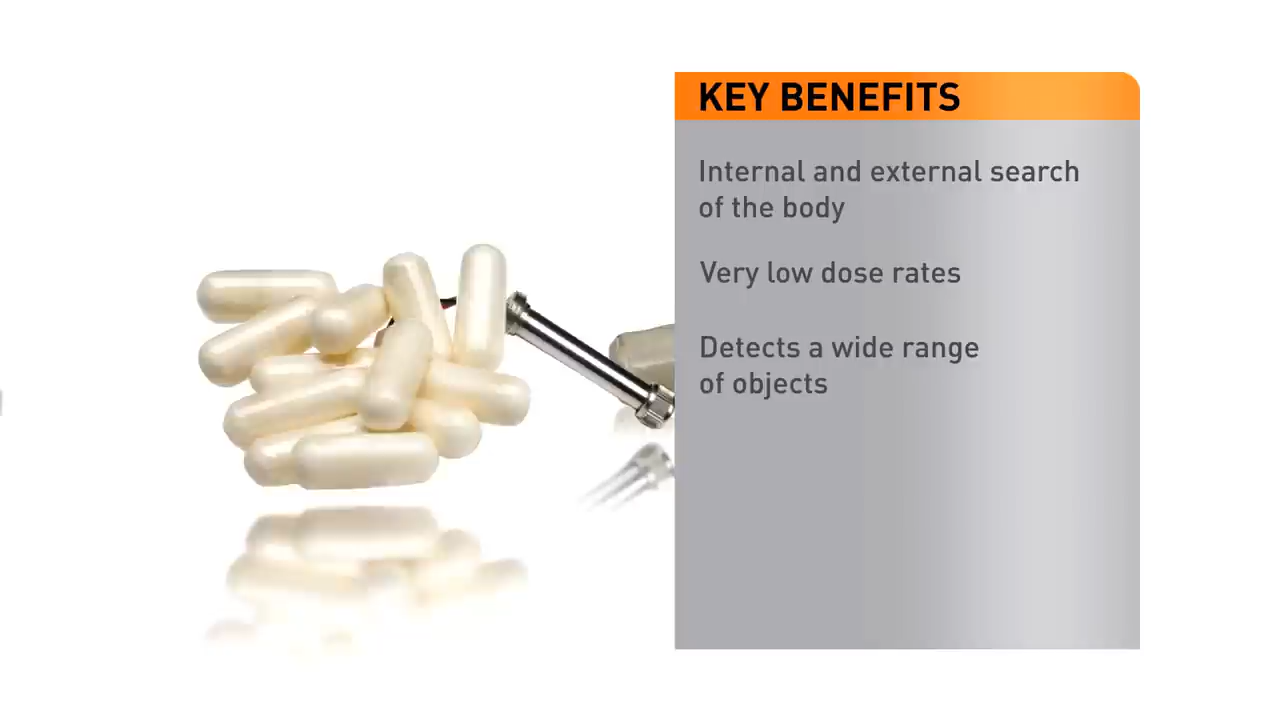 KEY BENEFITS
Internal and external search
of the body
Very low dose rates
Detects a wide range
of objects